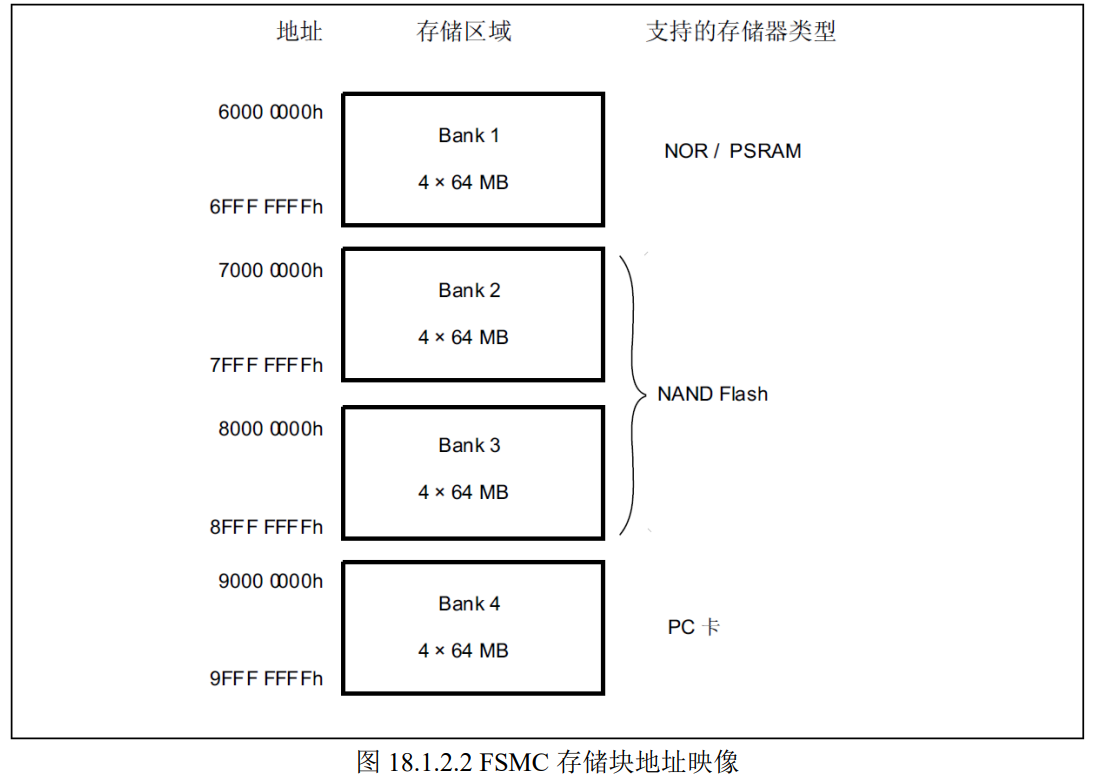 地址 存储区域 支持的存储器类型
6000 0000h
Bank 1
NOR / PSRAM
4 × 64 MB
6FFF FFFFh
7000 0000h
Bank 2
4 × 64 MB
7FFF FFFFh
NAND Flash
8000 0000h
Bank 3
4 × 64 MB
8FFF FFFFh
9000 0000h
Bank 4
PC 卡
4 × 64 MB
9FFF FFFFh
图 18.1.2.2 FSMC 存储块地址映像